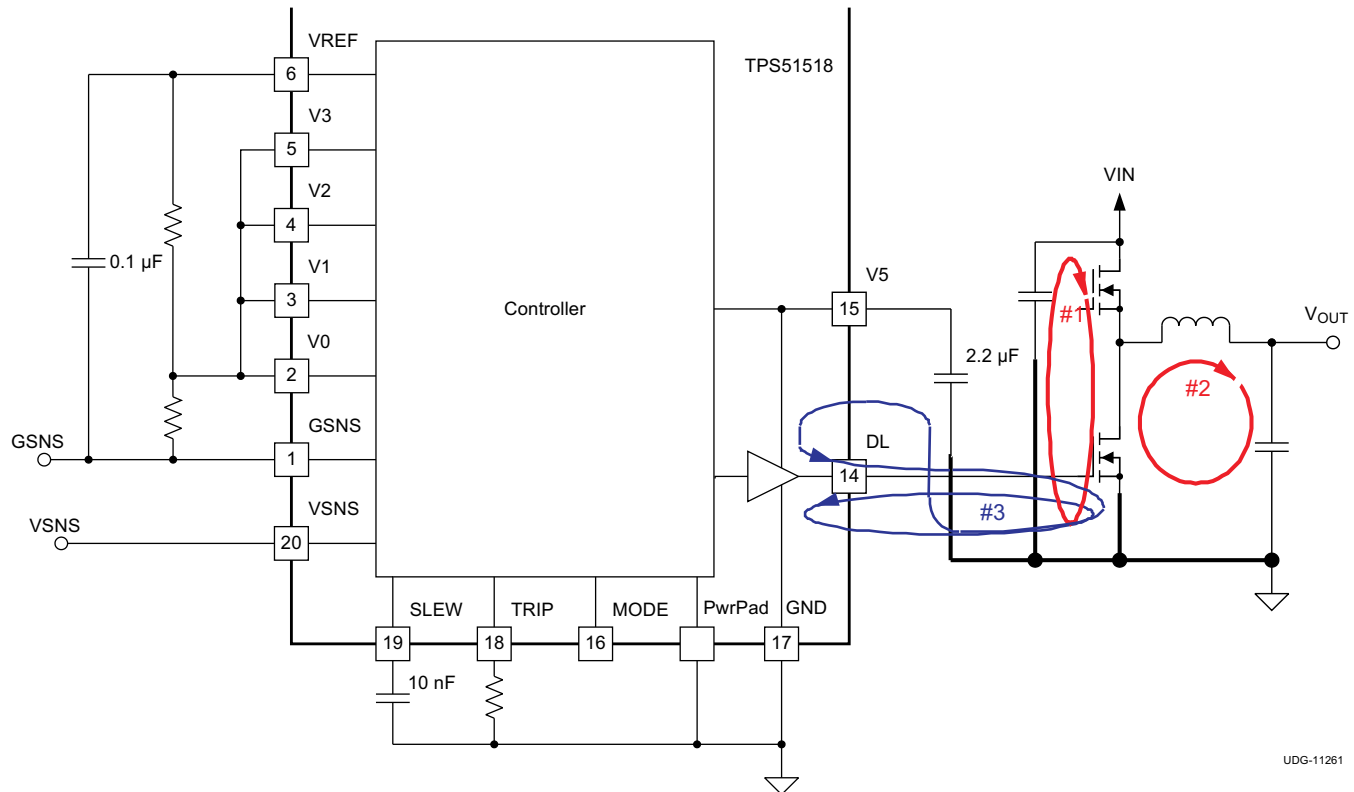 VREF
6
TPS51518
V3
5
V2
4
0.1 µF
V1
3
V0
2
GSNS
GSNS
1
VSNS
VSNS
20
Controller
VIN
V5
15
#1
VOUT
2.2 µF
#2
DL
14
#3
SLEW
TRIP
MODE
PwrPad
GND
19
18
16
17
10 nF
UDG-11261